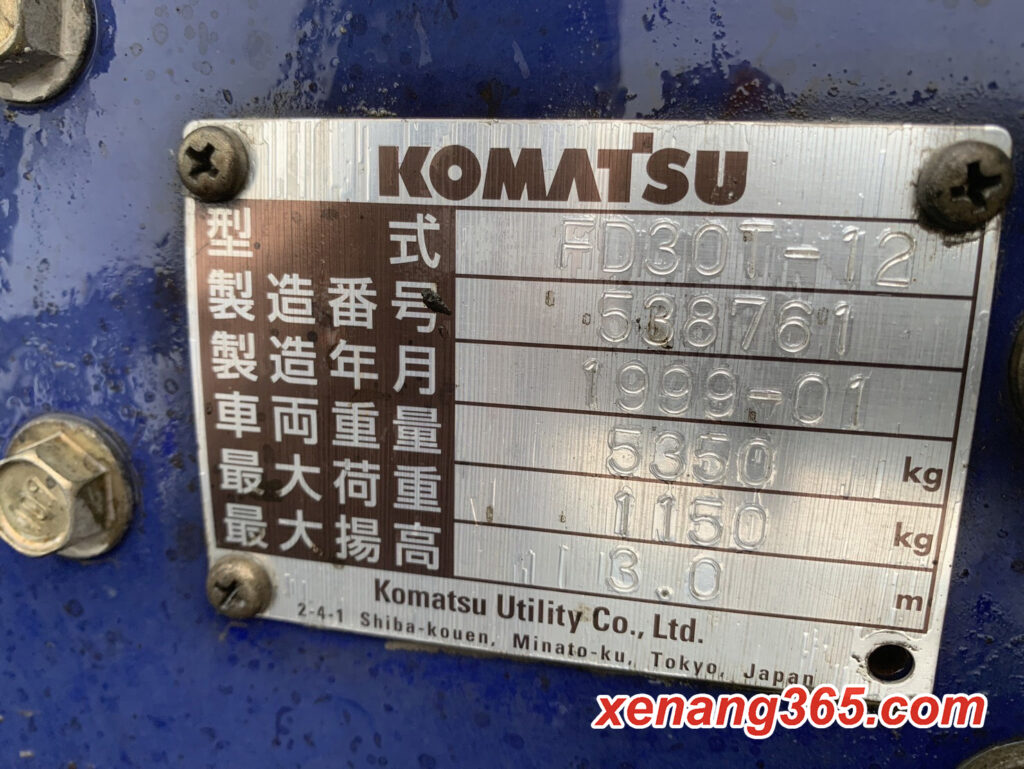 KOMATSU
型式 FD30T-12
製造番号 538761
製造年月 1999-01
車両重量 5350 kg
最大荷重 1150 kg
最大揚高 3.0 m
Komatsu Utility Co., Ltd.
2-4-1 Shiba-kouen, Minato-ku, Tokyo, Japan
xenang365.com